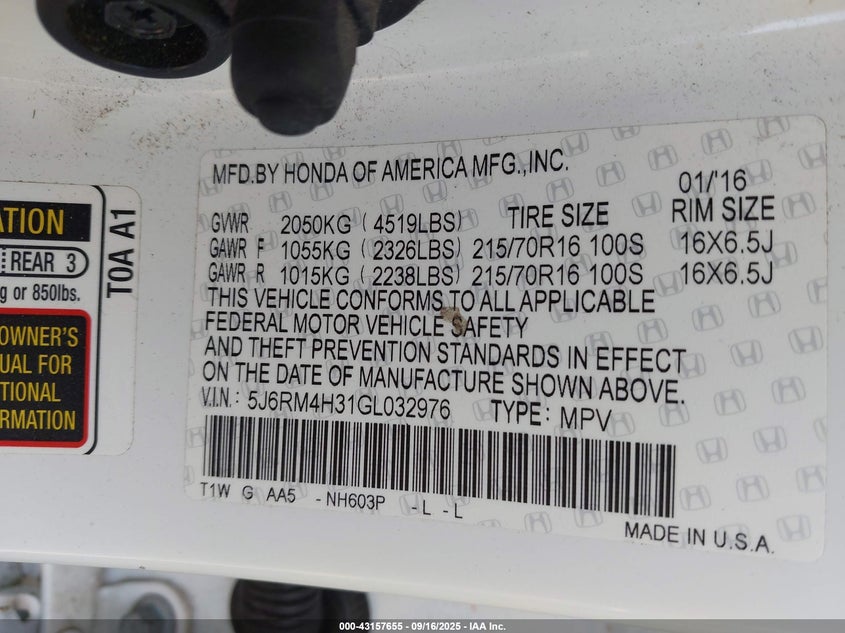 MFD.BY HONDA OF AMERICA MFG.,INC.
01/'16
GVWR 2050KG (4519LBS) TIRE SIZE RIM SIZE
GAWR F 1055KG (2326LBS) 215/70R16 100S 16X6.5J
GAWR R 1015KG (2238LBS) 215/70R16 100S 16X6.5J
THIS VEHICLE CONFORMS TO ALL APPLICABLE
FEDERAL MOTOR VEHICLE SAFETY
AND THEFT PREVENTION STANDARDS IN EFFECT
ON THE DATE OF MANUFACTURE SHOWN ABOVE.
V.I.N.: 5J6RM4H31GL032976 TYPE: MPV
T1W G AA5 -NH603P -L -L
MADE IN U.S.A.
ATION
REAR 3
g or 850lbs.
OWNER'S
UAL FOR
TIONAL
RMATION
T0A A1
000-43157655 - 09/16/2025 - IAA Inc.